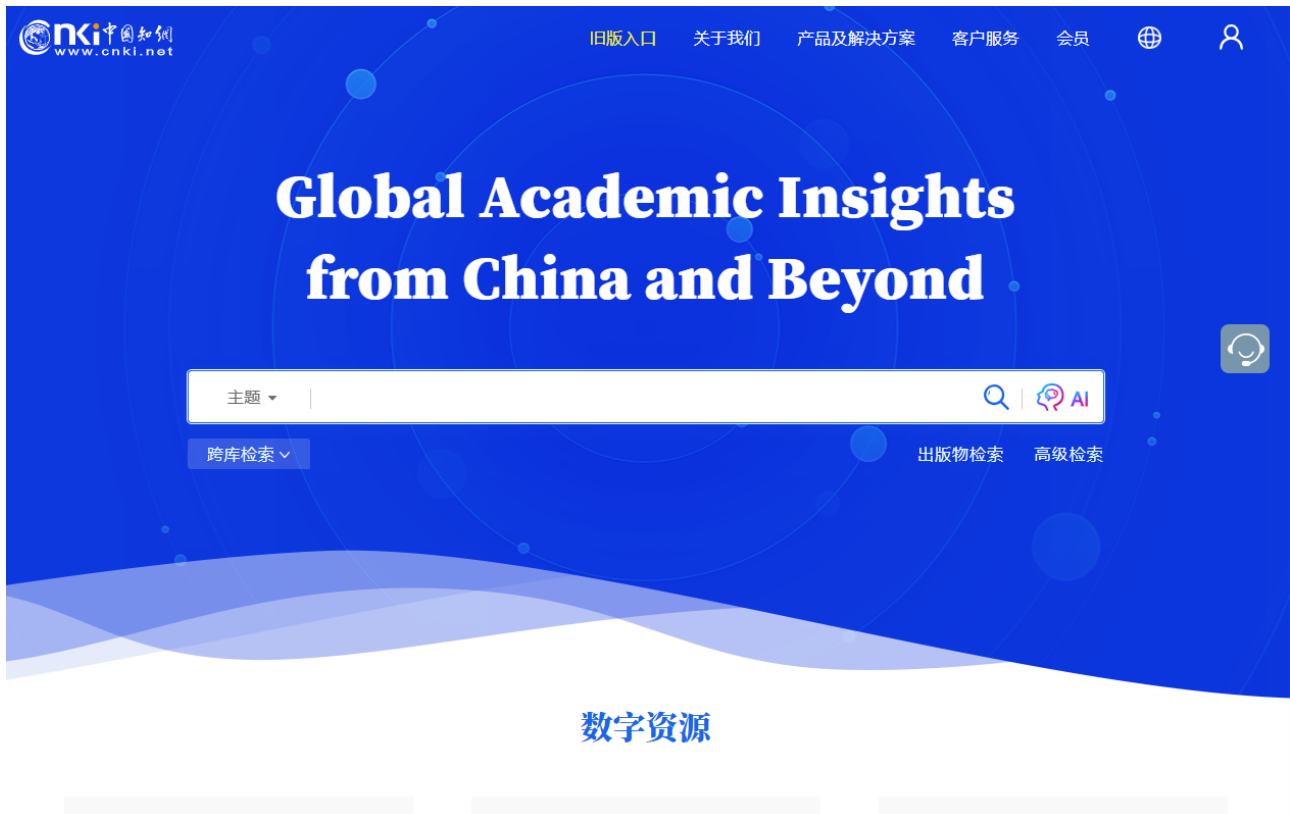 Cnki中国知网
www.cnki.net
旧版入口 关于我们 产品及解决方案 客户服务 会员
Global Academic Insights
from China and Beyond
主题 AI
跨库检索 出版物检索 高级检索
数字资源